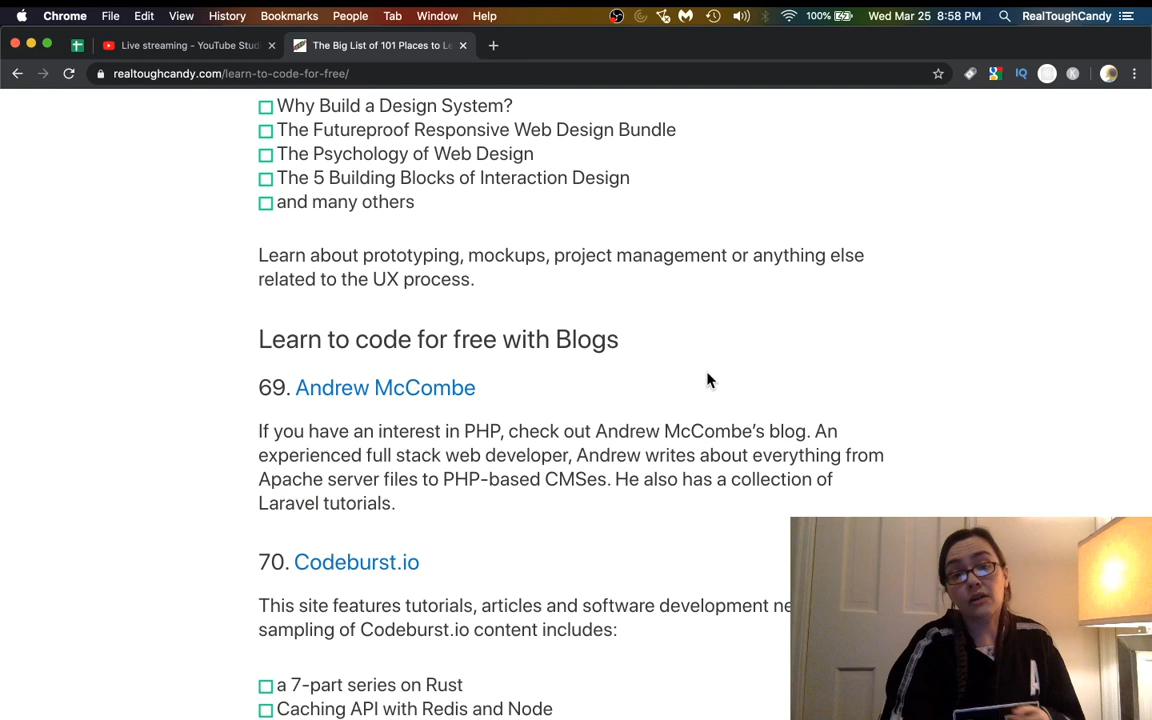 Chrome File Edit View History Bookmarks People Tab Window Help 100% Wed Mar 25 8:58 PM RealToughCandy
Live streaming - YouTube Stud The Big List of 101 Places to Le
realtoughcandy.com/learn-to-code-for-free/ IQ K
Why Build a Design System?
The Futureproof Responsive Web Design Bundle
The Psychology of Web Design
The 5 Building Blocks of Interaction Design
and many others
Learn about prototyping, mockups, project management or anything else
related to the UX process.
Learn to code for free with Blogs
69. Andrew McCombe
If you have an interest in PHP, check out Andrew McCombe’s blog. An
experienced full stack web developer, Andrew writes about everything from
Apache server files to PHP-based CMSes. He also has a collection of
Laravel tutorials.
70. Codeburst.io
This site features tutorials, articles and software development ne
sampling of Codeburst.io content includes:
a 7-part series on Rust
Caching API with Redis and Node